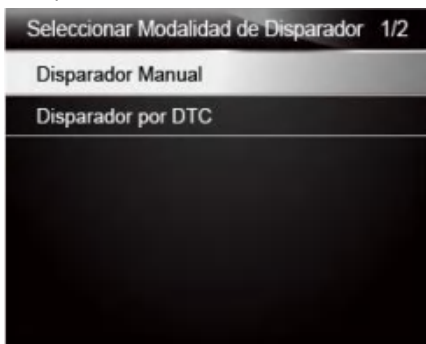 Seleccionar Modalidad de Disparador 1/2
Disparador Manual
Disparador por DTC